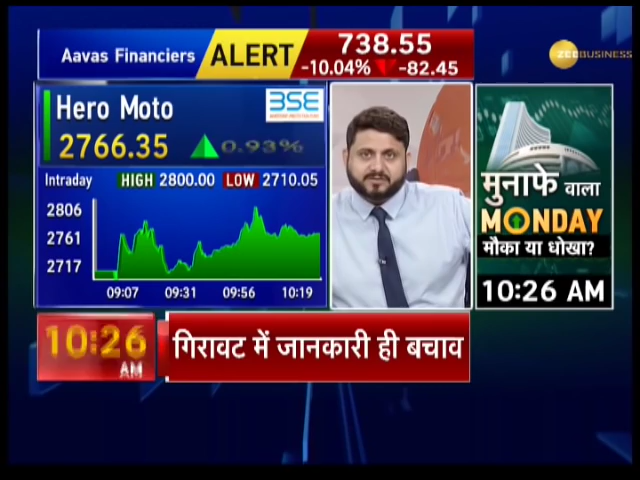 Aavas Financiers
ALERT
738.55
-10.04% -82.45
ZEE BUSINESS
Hero Moto
BSE
2766.35
0.93%
Intraday HIGH 2800.00 LOW 2710.05
2806
2761
2717
09:07 09:31 09:56 10:19
मुनाफे वाला
MONDAY
मौका या धोखा?
10:26 AM
10:26
AM
गिरावट में जानकारी ही बचाव